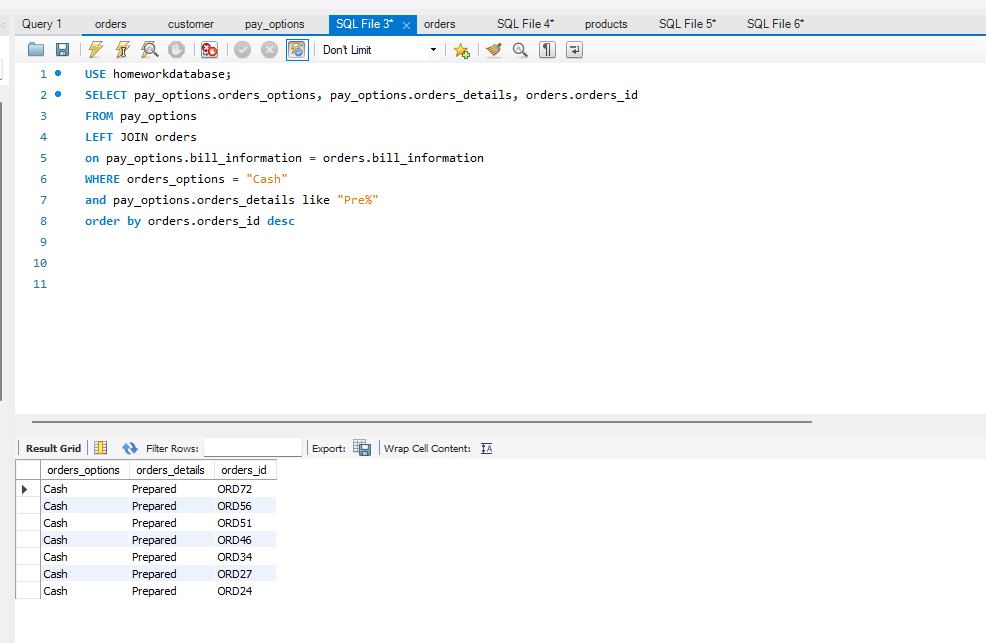 Query 1 orders customer pay_options SQL File 3* orders SQL File 4* products SQL File 5* SQL File 6*
Don't Limit
1 USE homeworkdatabase;
2 SELECT pay_options.orders_options, pay_options.orders_details, orders.orders_id
3 FROM pay_options
4 LEFT JOIN orders
5 on pay_options.bill_information = orders.bill_information
6 WHERE orders_options = "Cash"
7 and pay_options.orders_details like "Pre%"
8 order by orders.orders_id desc
9
10
11
Result Grid Filter Rows: Export: Wrap Cell Content:
orders_options orders_details orders_id
Cash Prepared ORD72
Cash Prepared ORD56
Cash Prepared ORD51
Cash Prepared ORD46
Cash Prepared ORD34
Cash Prepared ORD27
Cash Prepared ORD24